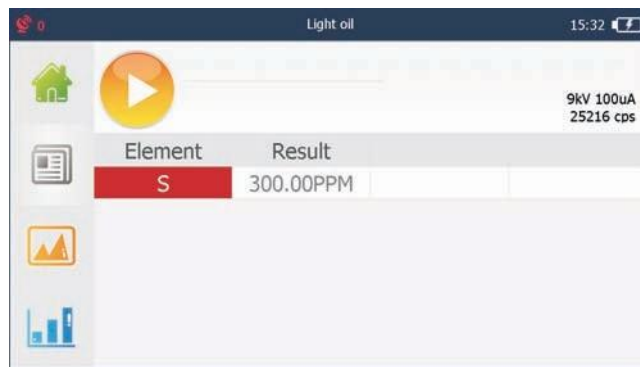 0 Light oil 15:32
9kV 100uA
25216 cps
Element Result
S 300.00PPM